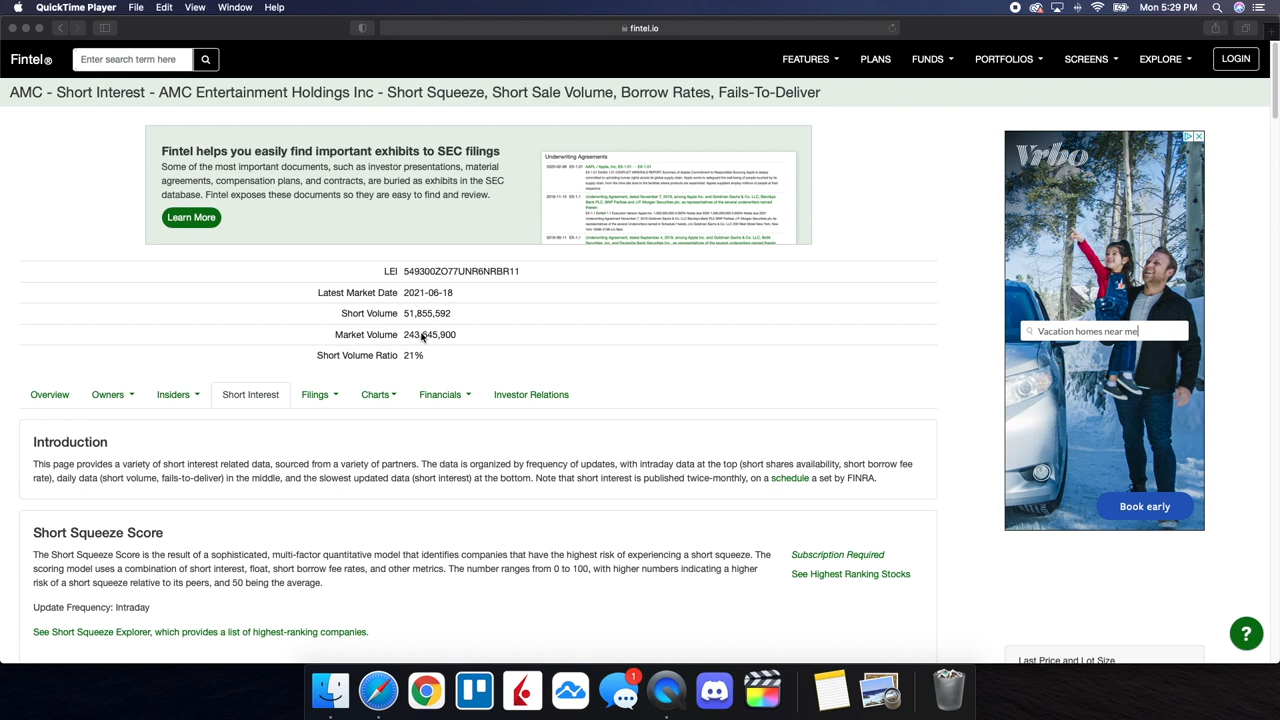 QuickTime Player File Edit View Window Help
Mon 5:29 PM
fintel.io
Fintel®
Enter search term here
FEATURES PLANS FUNDS PORTFOLIOS SCREENS EXPLORE LOGIN
AMC - Short Interest - AMC Entertainment Holdings Inc - Short Squeeze, Short Sale Volume, Borrow Rates, Fails-To-Deliver
Fintel helps you easily find important exhibits to SEC filings
Some of the most important documents, such as investor presentations, material
agreements, compensation plans, and contracts, are buried as exhibits in the SEC
database. Fintel exposes these documents so they are easy to find and review.
Learn More
Underwriting Agreements
LEI 549300ZO77UNR6NRBR11
Latest Market Date 2021-06-18
Short Volume 51,855,592
Market Volume 243,645,900
Short Volume Ratio 21%
Overview Owners Insiders Short Interest Filings Charts Financials Investor Relations
Introduction
This page provides a variety of short interest related data, sourced from a variety of partners. The data is organized by frequency of updates, with intraday data at the top (short shares availability, short borrow fee
rate), daily data (short volume, fails-to-deliver) in the middle, and the slowest updated data (short interest) at the bottom. Note that short interest is published twice-monthly, on a schedule a set by FINRA.
Short Squeeze Score
The Short Squeeze Score is the result of a sophisticated, multi-factor quantitative model that identifies companies that have the highest risk of experiencing a short squeeze. The
scoring model uses a combination of short interest, float, short borrow fee rates, and other metrics. The number ranges from 0 to 100, with higher numbers indicating a higher
risk of a short squeeze relative to its peers, and 50 being the average.
Subscription Required
See Highest Ranking Stocks
Update Frequency: Intraday
See Short Squeeze Explorer, which provides a list of highest-ranking companies.
Vrbo
Vacation homes near me
Book early
?
Last Price and Lot Size
1